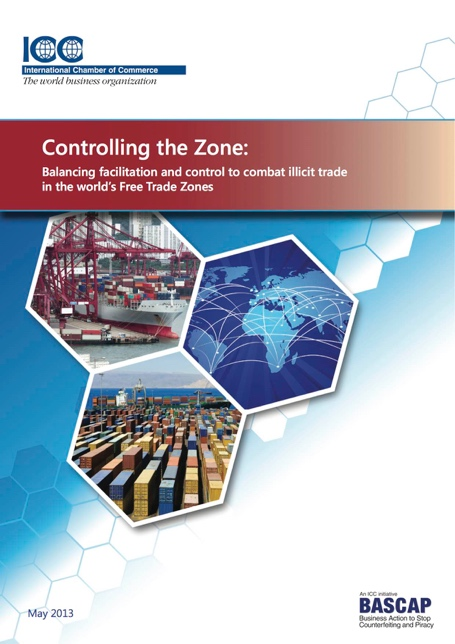 ICC
International Chamber of Commerce
The world business organization
Controlling the Zone:
Balancing facilitation and control to combat illicit trade
in the world's Free Trade Zones
May 2013
An ICC initiative
BASCAP
Business Action to Stop
Counterfeiting and Piracy